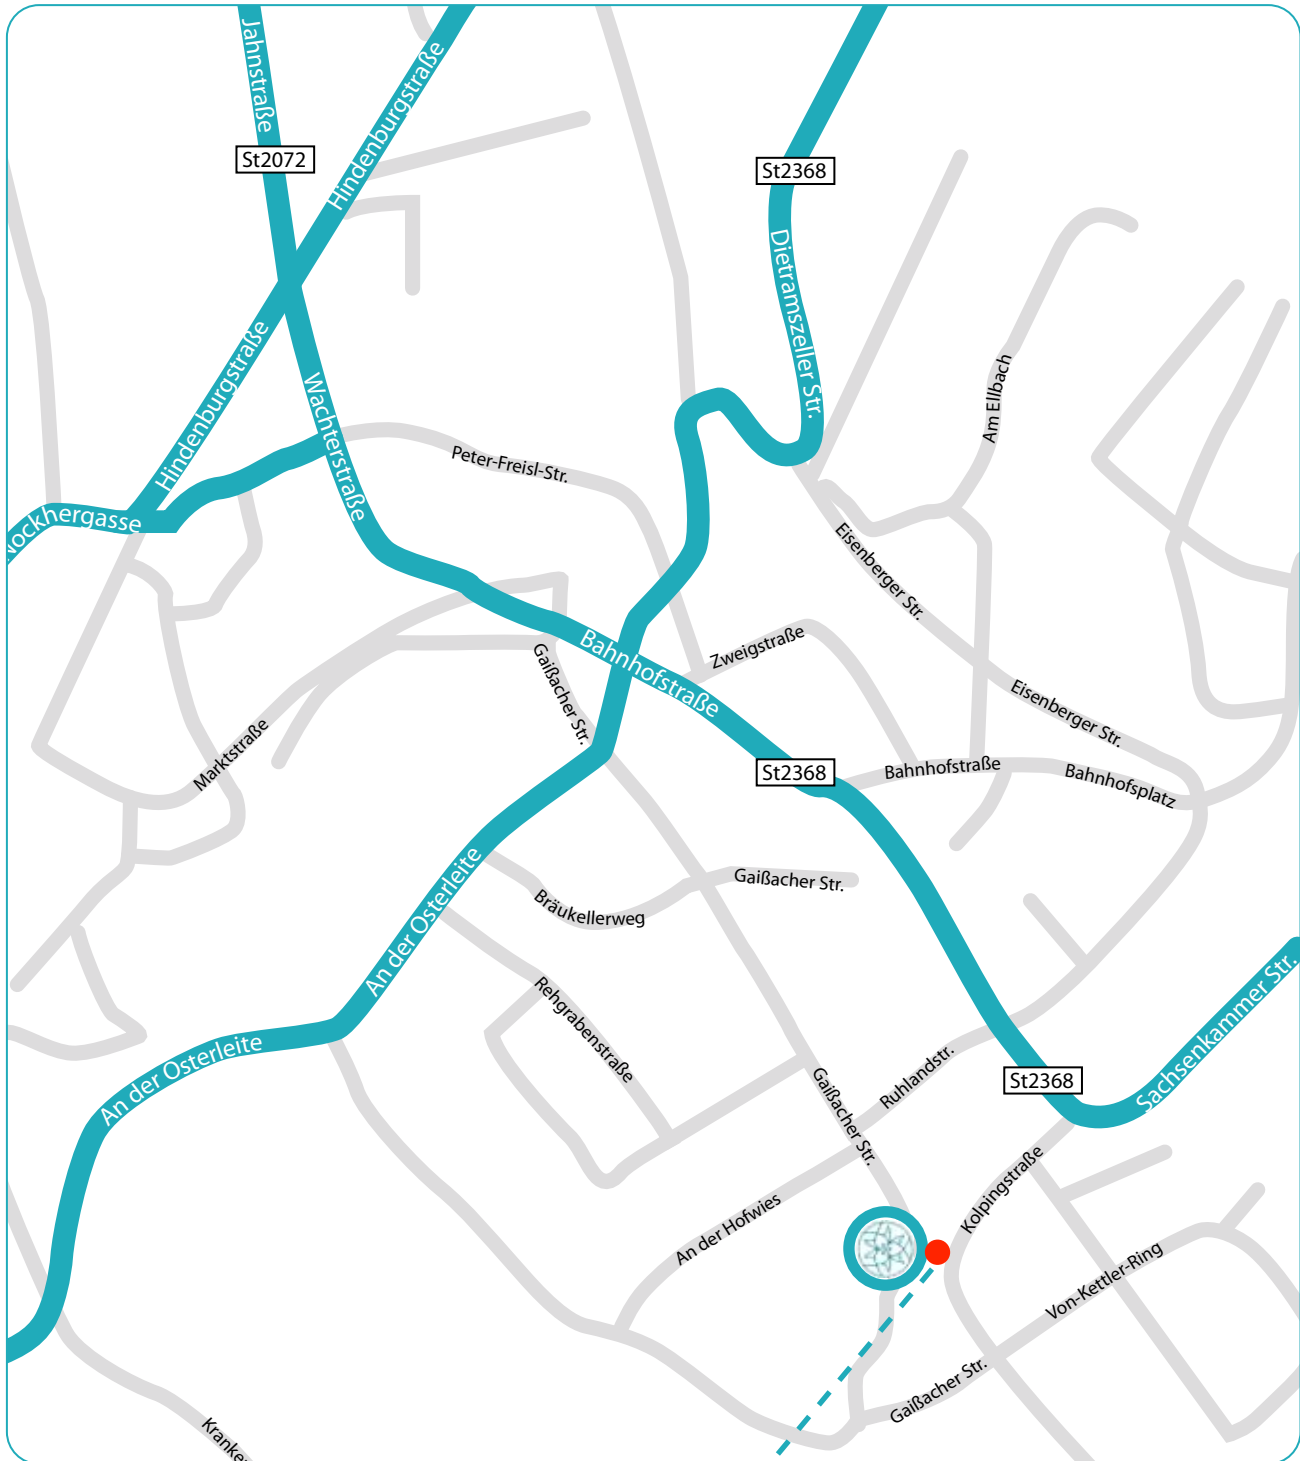 Jahnstraße
Hindenburgstraße
St2072
St2368
Dietramszeller Str.
Hindenburgstraße
Wachterstraße
Am Ellbach
Peter-Freisl-Str.
Nockhergasse
Eisenberger Str.
Zweigstraße
Bahnhofstraße
Gaißacher Str.
Eisenberger Str.
Marktstraße
St2368
Bahnhofstraße
Bahnhofsplatz
An der Osterleite
Gaißacher Str.
Bräukellerweg
Rehgrabenstraße
Sachsenkammer Str.
An der Osterleite
Gaißacher Str.
Ruhlandstr.
St2368
Kolpingstraße
An der Hofwies
Von-Kettler-Ring
Gaißacher Str.
Kranke